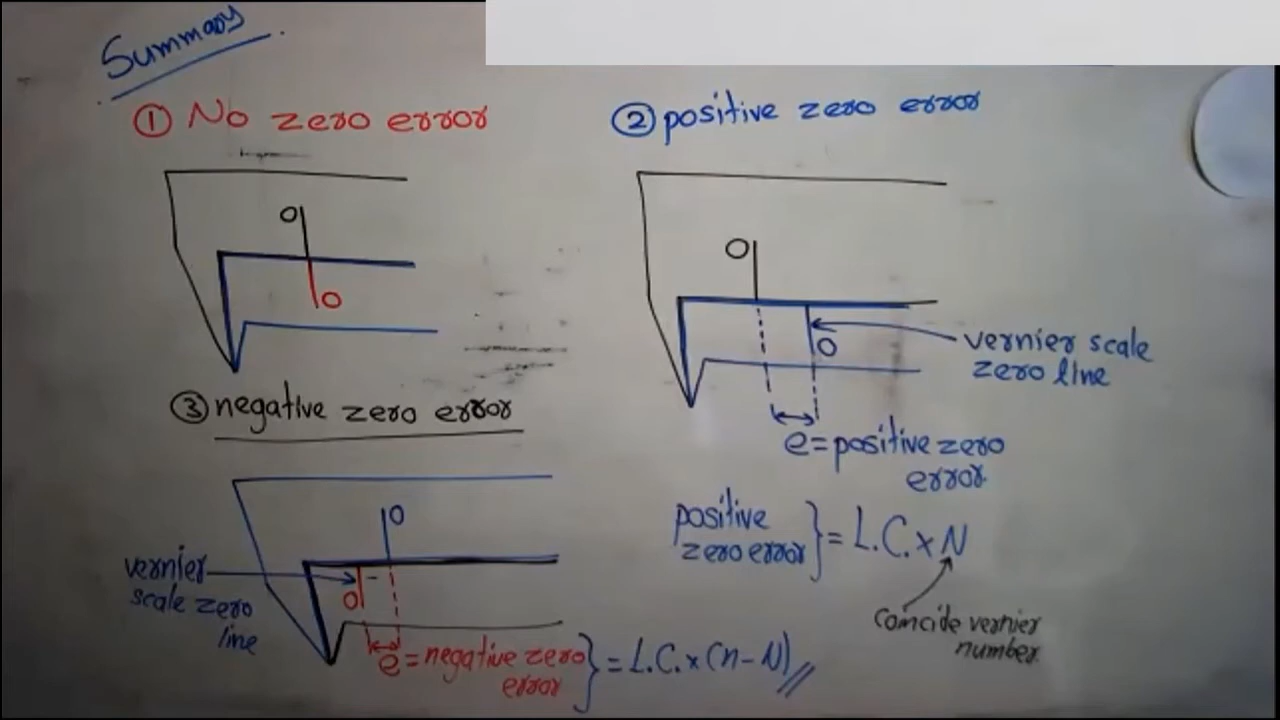 Summary
① No zero error
0
0
② positive zero error
0
0
vernier scale
zero line
e = positive zero
error
positive
zero error } = L.C. x N
coincide vernier
number
③ negative zero error
0
vernier
scale zero
line
0
e = negative zero
error } = L.C. x (n - N) //